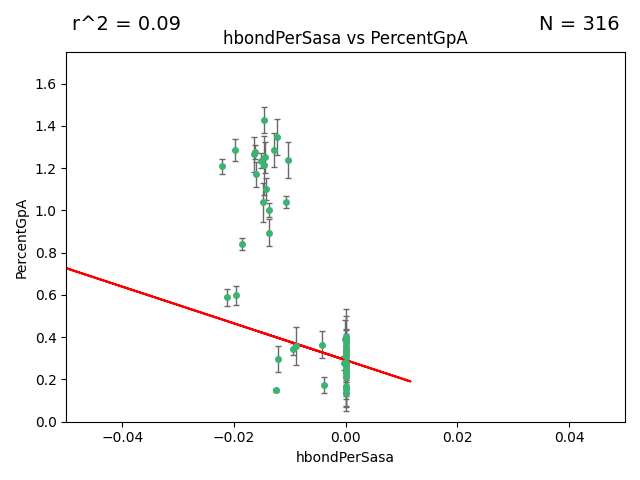 r^2 = 0.09
N = 316
hbondPerSasa vs PercentGpA
PercentGpA
1.6
1.4
1.2
1.0
0.8
0.6
0.4
0.2
0.0
−0.04
−0.02
0.00
0.02
0.04
hbondPerSasa